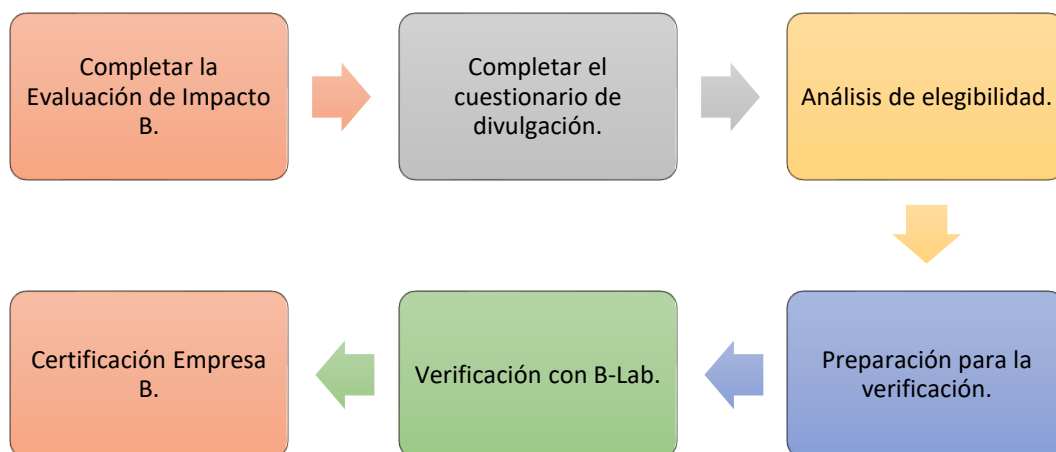 Completar la
Evaluación de Impacto
B.
Completar el
cuestionario de
divulgación.
Análisis de elegibilidad.
Preparación para la
verificación.
Verificación con B-Lab.
Certificación Empresa
B.